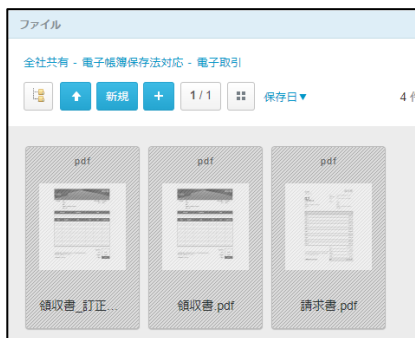 ファイル
全社共有 - 電子帳簿保存法対応 - 電子取引
新規 + 1 / 1 保存日▼ 4
pdf pdf pdf
領収書_訂正... 領収書.pdf 請求書.pdf